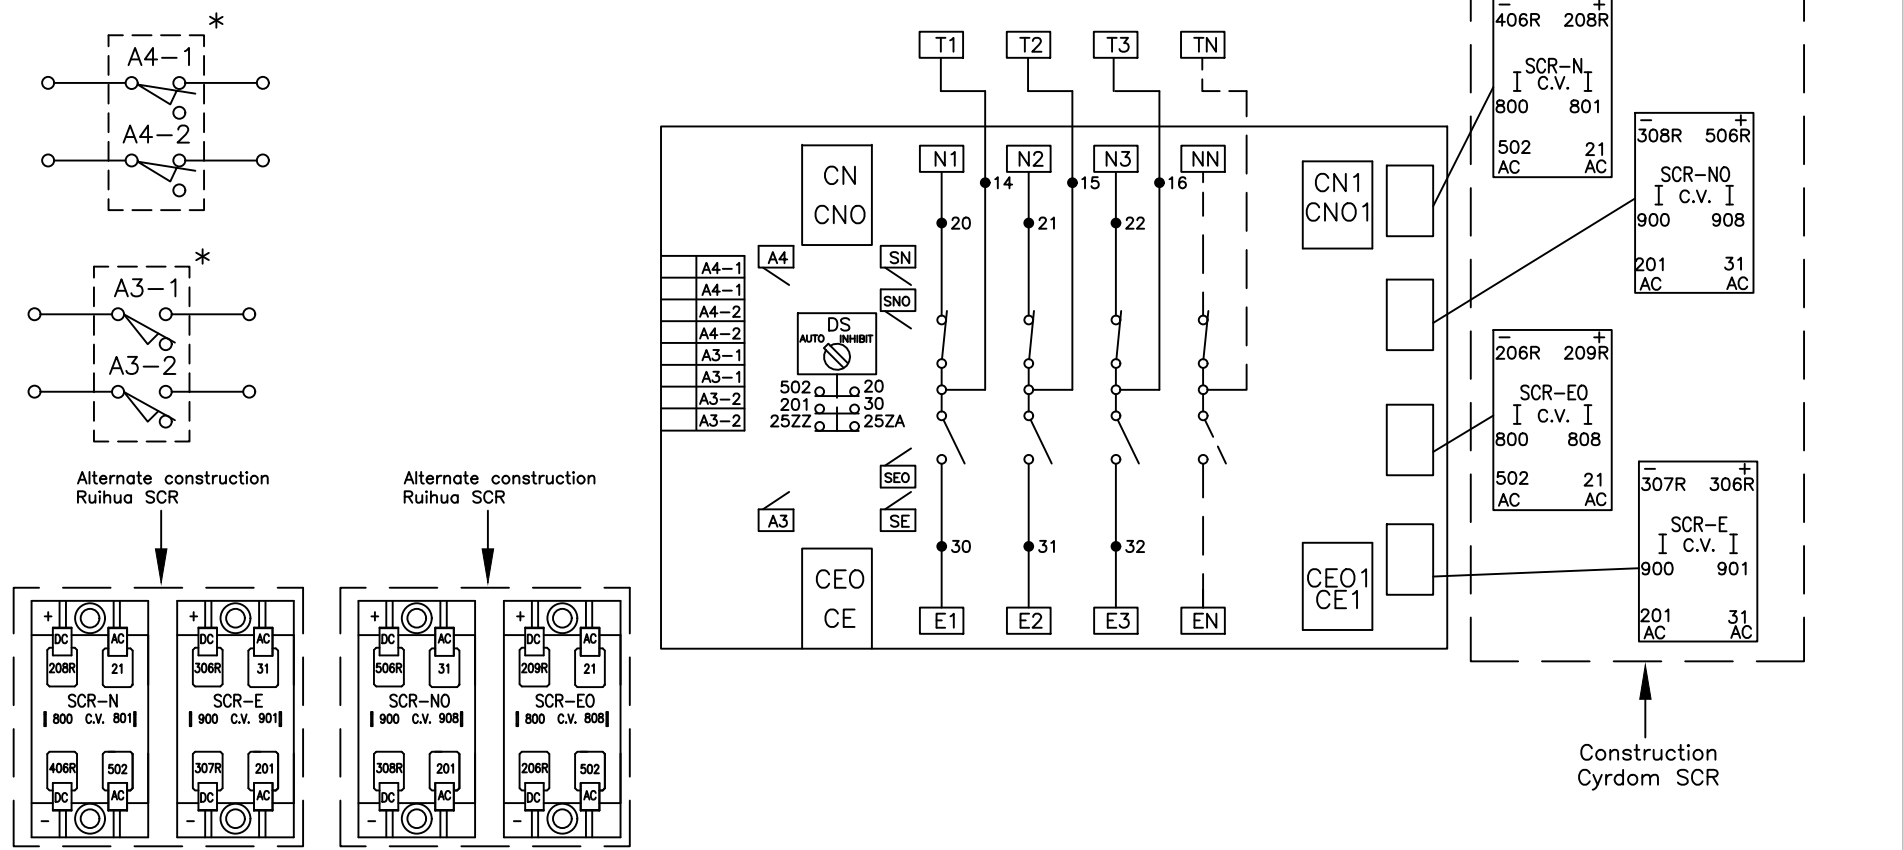 *
A4-1
A4-2
*
A3-1
A3-2
T1 T2 T3 TN
N1 N2 N3 NN
14 15 16
20 21 22
CN
CNO
CN1
CNO1
A4 SN
SNO
A4-1
A4-1
A4-2
A4-2
A3-1
A3-1
A3-2
A3-2
DS
AUTO INHIBIT
502 20
201 30
25ZZ 25ZA
SEO
A3 SE
30 31 32
CEO
CE
CEO1
CE1
E1 E2 E3 EN
- +
406R 208R
SCR-N
I C.V. I
800 801
502 21
AC AC
- +
308R 506R
SCR-NO
I C.V. I
900 908
201 31
AC AC
- +
206R 209R
SCR-EO
I C.V. I
800 808
502 21
AC AC
- +
307R 306R
SCR-E
I C.V. I
900 901
201 31
AC AC
Construction
Cyrdom SCR
Alternate construction
Ruihua SCR
+ DC AC
208R 21
SCR-N
800 C.V. 801
406R 502
- DC AC
+ DC AC
306R 31
SCR-E
900 C.V. 901
307R 201
- DC AC
Alternate construction
Ruihua SCR
+ DC AC
506R 31
SCR-NO
900 C.V. 908
308R 201
- DC AC
+ DC AC
209R 21
SCR-EO
800 C.V. 808
206R 502
- DC AC